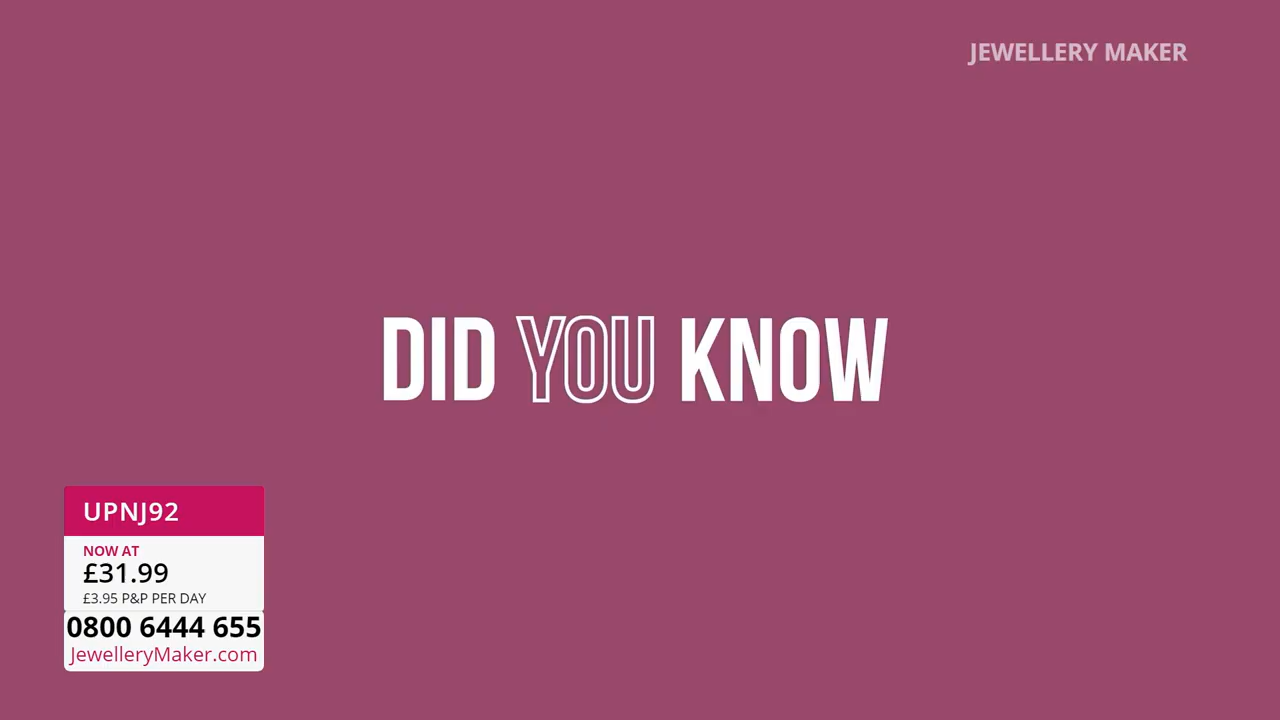 JEWELLERY MAKER
DID YOU KNOW
UPNJ92
NOW AT
£31.99
£3.95 P&P PER DAY
0800 6444 655
JewelleryMaker.com